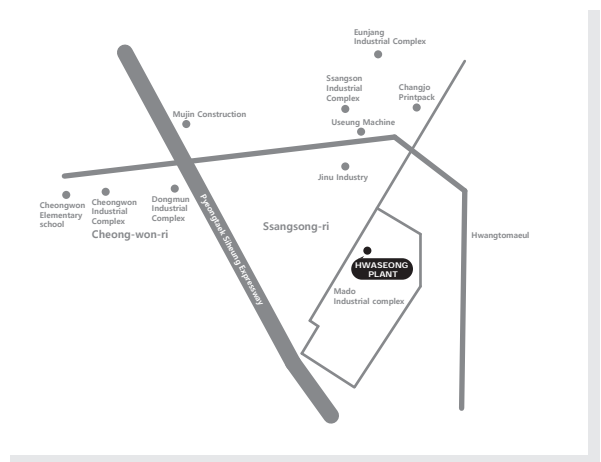 Eunjang
Industrial Complex
Ssangson
Industrial
Complex
Changjo
Printpack
Mujin Construction
Useung Machine
Jinu Industry
Cheongwon
Elementary
school
Cheongwon
Industrial
Complex
Dongmun
Industrial
Complex
Cheong-won-ri
Pyeongtaek Siheung Expressway
Ssangsong-ri
Hwangtomaeul
HWASEONG
PLANT
Mado
Industrial complex